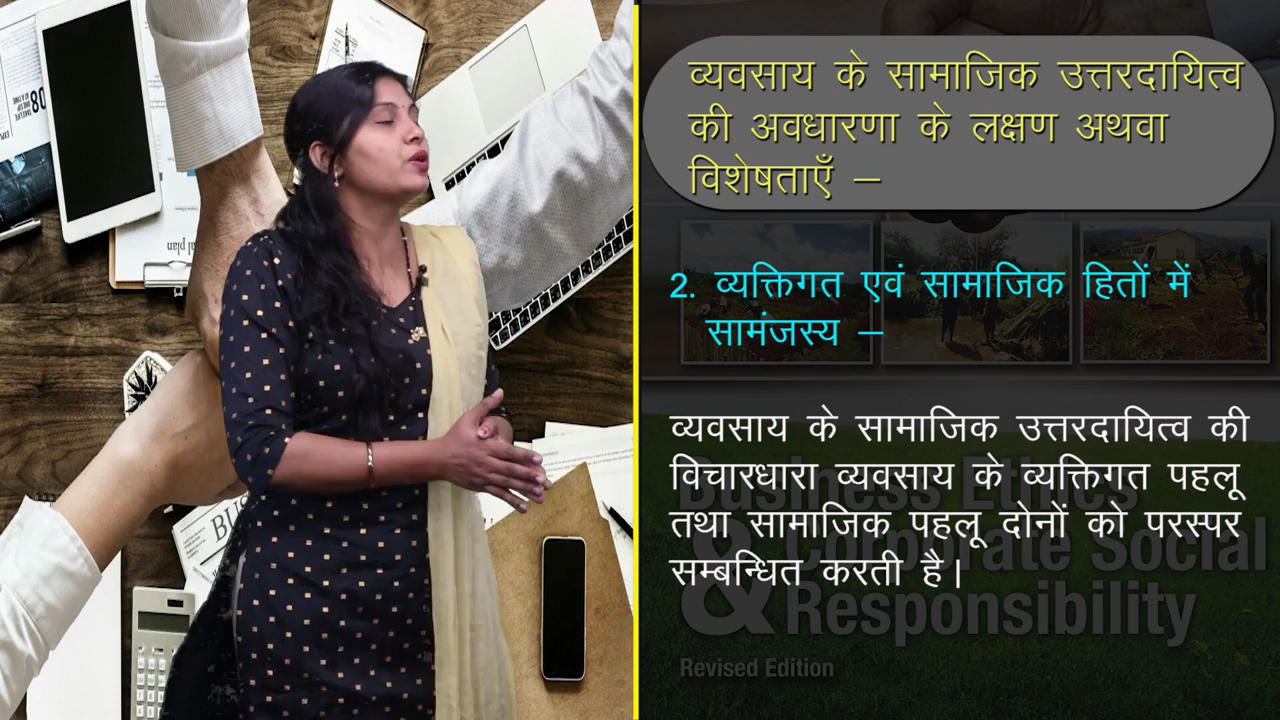 व्यवसाय के सामाजिक उत्तरदायित्व
की अवधारणा के लक्षण अथवा
विशेषताएँ –
2. व्यक्तिगत एवं सामाजिक हितों में
सामंजस्य –
व्यवसाय के सामाजिक उत्तरदायित्व की
विचारधारा व्यवसाय के व्यक्तिगत पहलू
तथा सामाजिक पहलू दोनों को परस्पर
सम्बन्धित करती है।
Business Ethics
& Corporate Social
Responsibility
Revised Edition